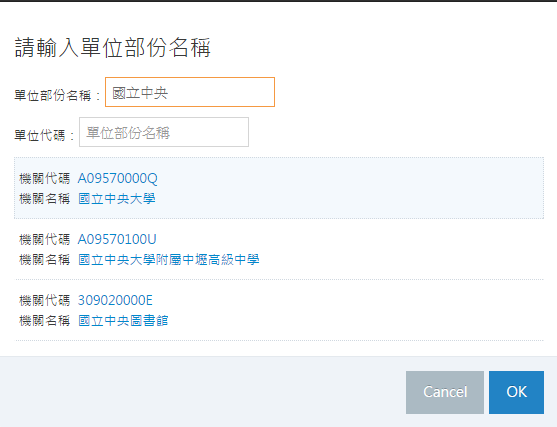 請輸入單位部份名稱
單位部份名稱： 國立中央
單位代碼： 單位部份名稱
機關代碼 A09570000Q
機關名稱 國立中央大學
機關代碼 A09570100U
機關名稱 國立中央大學附屬中壢高級中學
機關代碼 309020000E
機關名稱 國立中央圖書館
Cancel OK